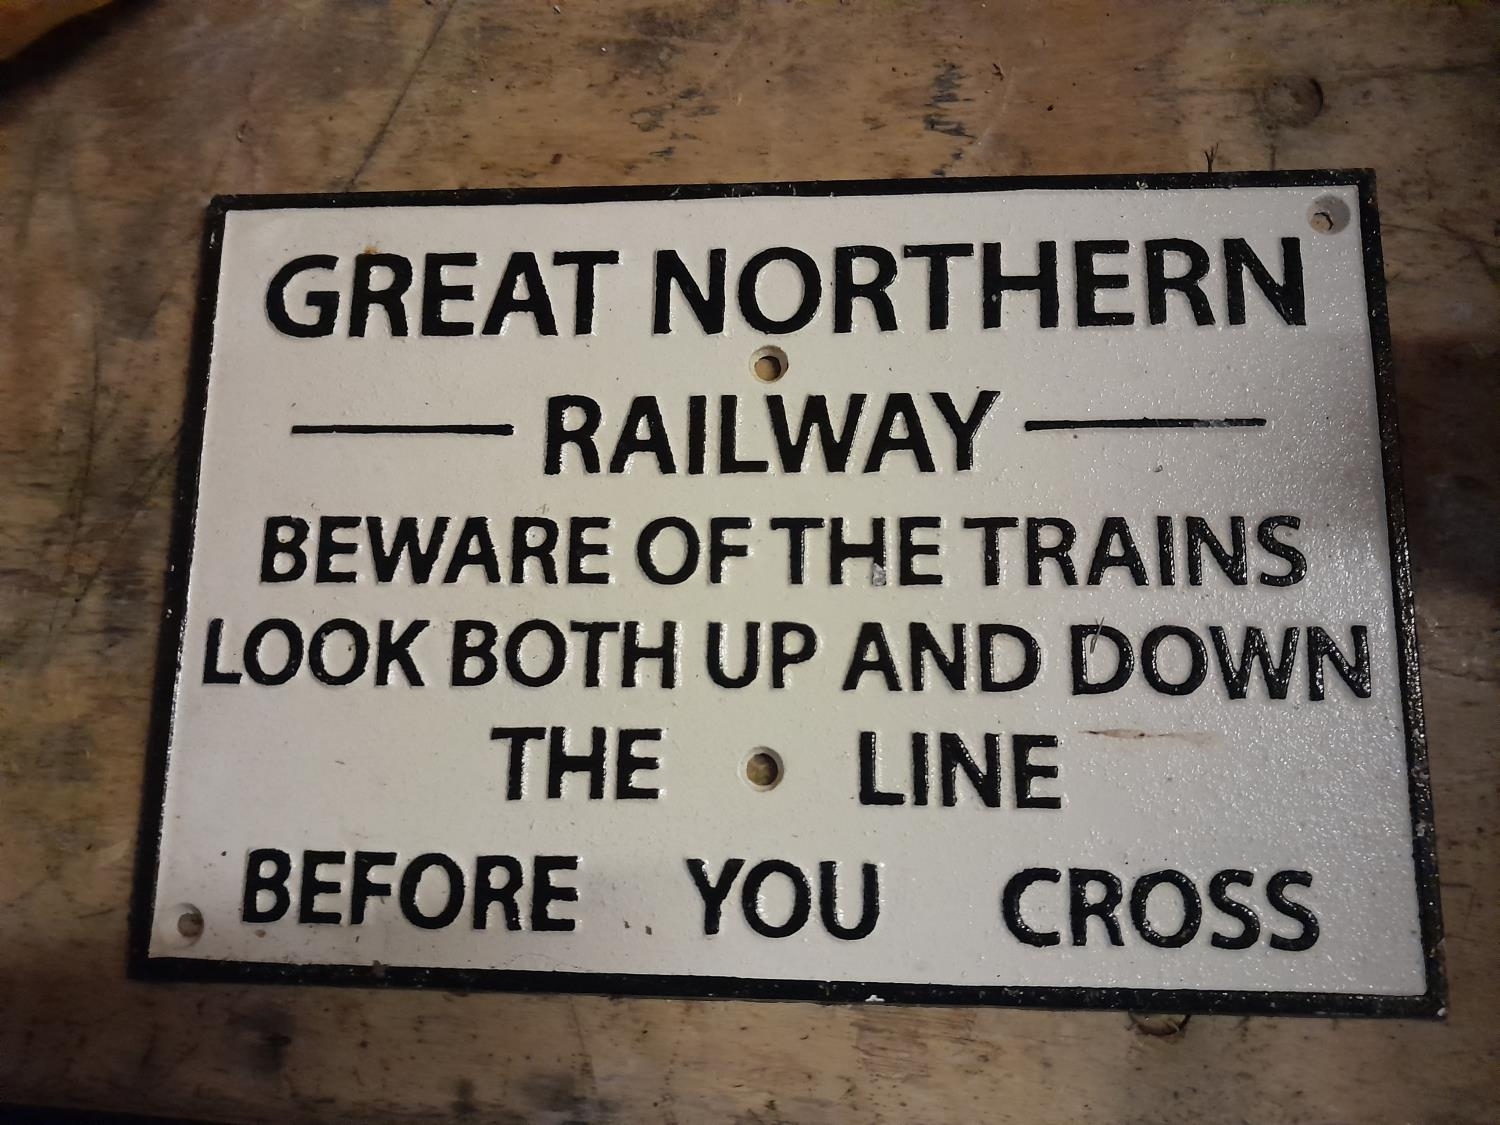 GREAT NORTHERN
RAILWAY
BEWARE OF THE TRAINS
LOOK BOTH UP AND DOWN
THE LINE
BEFORE YOU CROSS